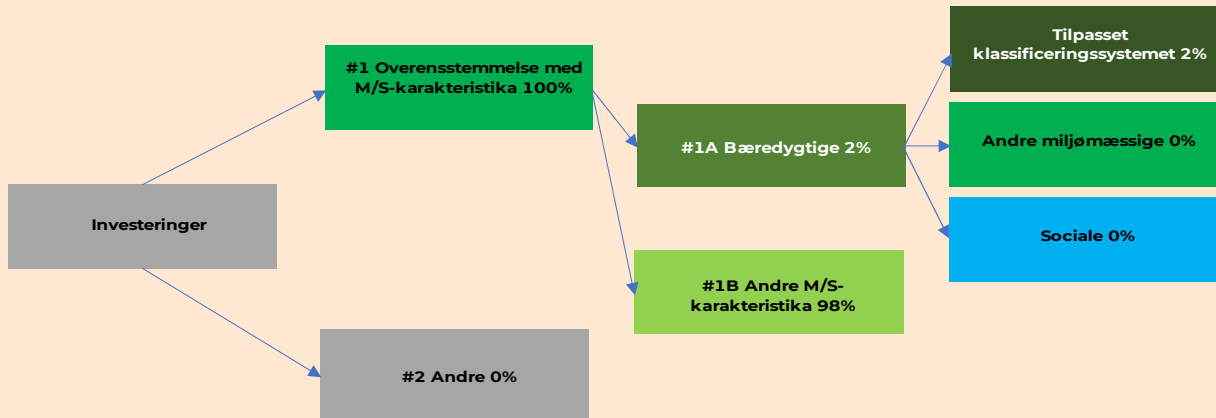 Investeringer
#1 Overensstemmelse med
M/S-karakteristika 100%
#2 Andre 0%
#1A Bæredygtige 2%
#1B Andre M/S-
karakteristika 98%
Tilpasset
klassificeringssystemet 2%
Andre miljømæssige 0%
Sociale 0%